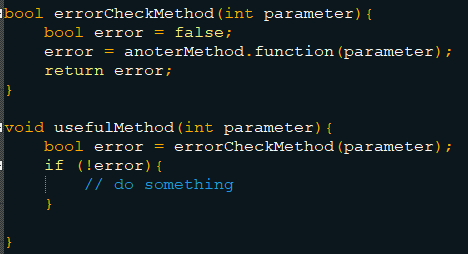 bool errorCheckMethod(int parameter){
bool error = false;
error = anoterMethod.function(parameter);
return error;
}
void usefulMethod(int parameter){
bool error = errorCheckMethod(parameter);
if (!error){
// do something
}
}